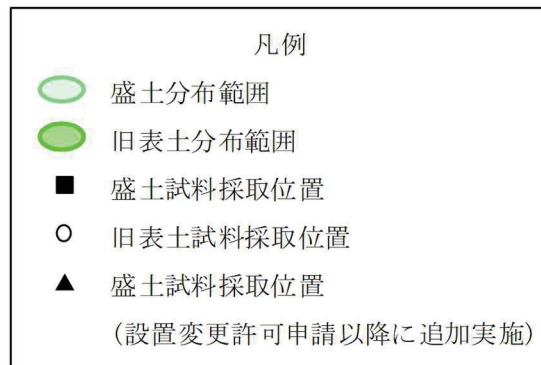 凡例
盛土分布範囲
旧表土分布範囲
盛土試料採取位置
旧表土試料採取位置
盛土試料採取位置
(設置変更許可申請以降に追加実施)